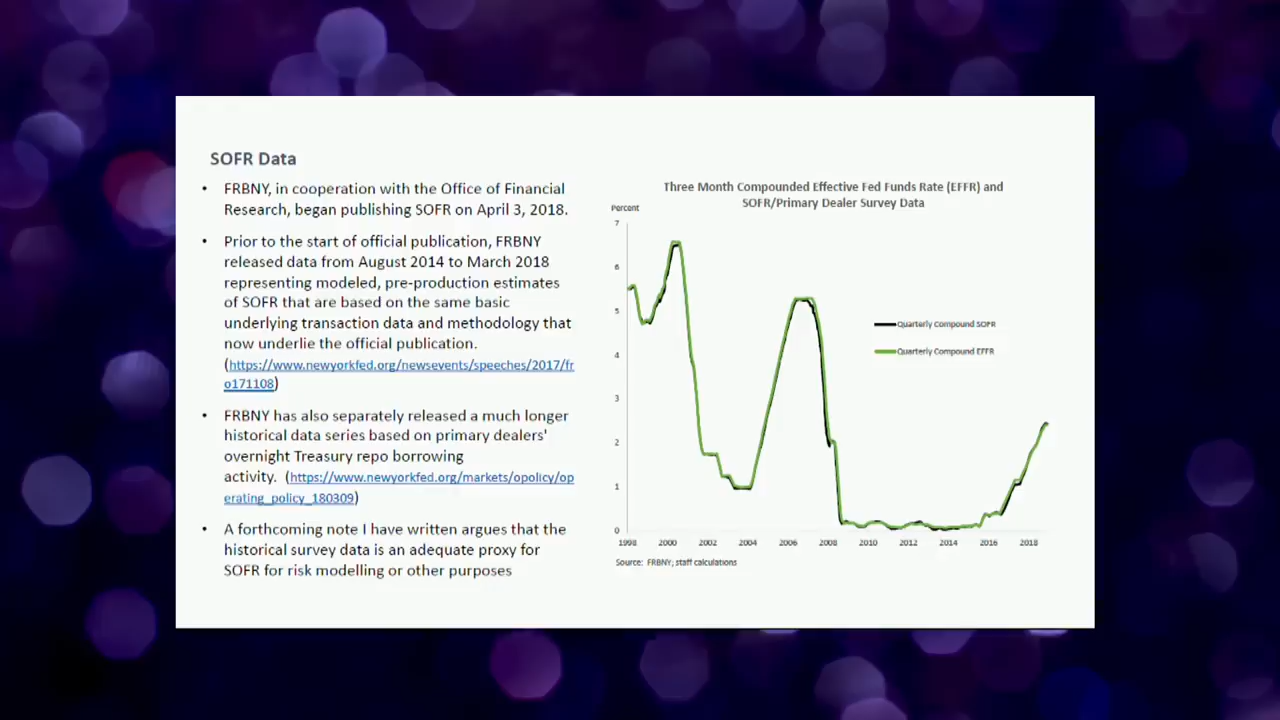 SOFR Data
• FRBNY, in cooperation with the Office of Financial
Research, began publishing SOFR on April 3, 2018.
• Prior to the start of official publication, FRBNY
released data from August 2014 to March 2018
representing modeled, pre-production estimates
of SOFR that are based on the same basic
underlying transaction data and methodology that
now underlie the official publication.
(https://www.newyorkfed.org/newsevents/speeches/2017/fr
o171108)
• FRBNY has also separately released a much longer
historical data series based on primary dealers'
overnight Treasury repo borrowing
activity. (https://www.newyorkfed.org/markets/opolicy/op
erating_policy_180309)
• A forthcoming note I have written argues that the
historical survey data is an adequate proxy for
SOFR for risk modelling or other purposes
Three Month Compounded Effective Fed Funds Rate (EFFR) and
SOFR/Primary Dealer Survey Data
Percent
7
6
5
4
3
2
1
0
Quarterly Compound SOFR
Quarterly Compound EFFR
1998 2000 2002 2004 2006 2008 2010 2012 2014 2016 2018
Source: FRBNY; staff calculations